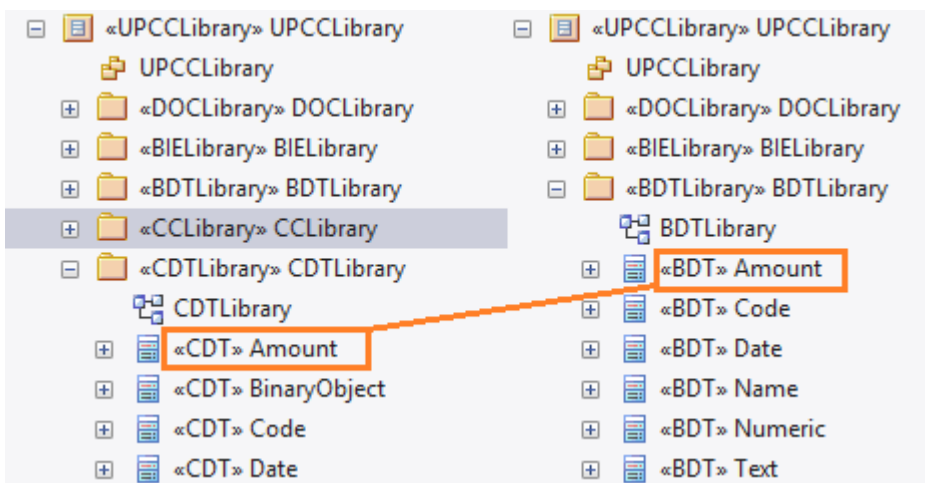 «UPCCLibrary» UPCCLibrary
UPCCLibrary
«DOCLibrary» DOCLibrary
«BIELibrary» BIELibrary
«BDTLibrary» BDTLibrary
«CCLibrary» CCLibrary
«CDTLibrary» CDTLibrary
CDTLibrary
«CDT» Amount
«CDT» BinaryObject
«CDT» Code
«CDT» Date
«UPCCLibrary» UPCCLibrary
UPCCLibrary
«DOCLibrary» DOCLibrary
«BIELibrary» BIELibrary
«BDTLibrary» BDTLibrary
BDTLibrary
«BDT» Amount
«BDT» Code
«BDT» Date
«BDT» Name
«BDT» Numeric
«BDT» Text